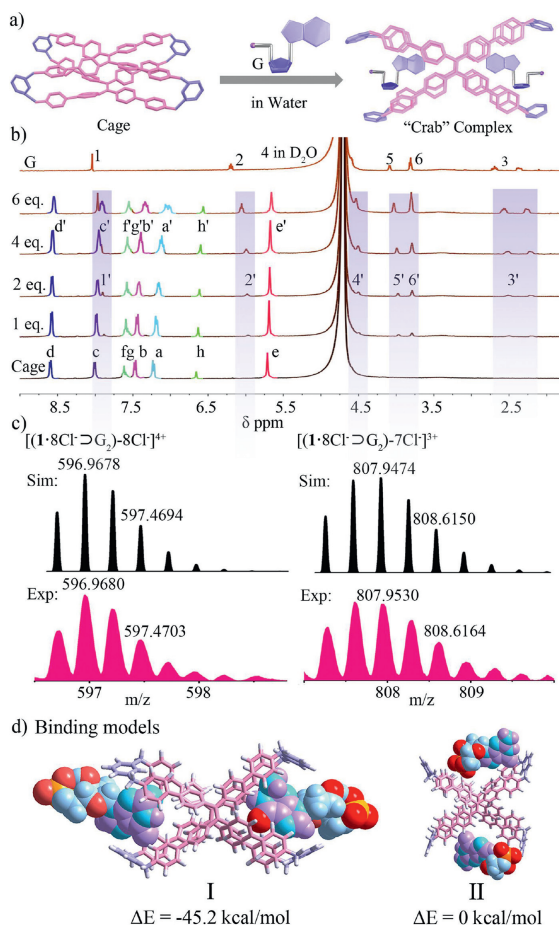 a)
G
in Water
Cage
“Crab” Complex
b)
G
1
2
4 in D₂O
5
6
3
6 eq.
d'
c'
f'g'b'
a'
h'
e'
4 eq.
1'
2'
4'
5'
6'
3'
2 eq.
1 eq.
Cage
d
c
fg
b
a
h
e
8.5
7.5
6.5
4.5
3.5
2.5
δ ppm
c)
[(1·8Cl⁻⊃G₂)-8Cl⁻]⁴⁺
[(1·8Cl⁻⊃G₂)-7Cl⁻]³⁺
Sim:
596.9678
597.4694
Sim:
807.9474
808.6150
Exp:
596.9680
597.4703
Exp:
807.9530
808.6164
597
598
m/z
808
809
m/z
d) Binding models
I
II
ΔE = -45.2 kcal/mol
ΔE = 0 kcal/mol